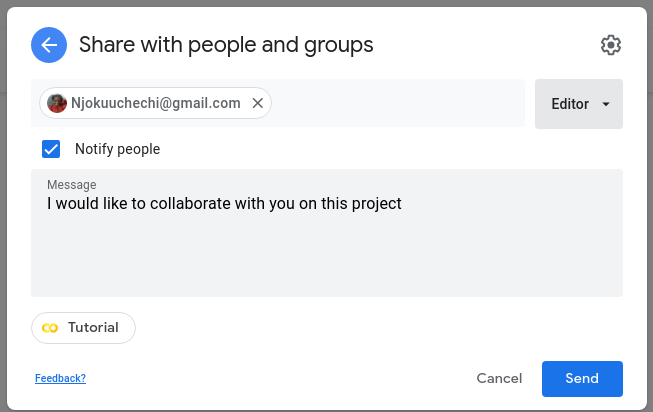 Share with people and groups
Njokuuchechi@gmail.com
Editor
Notify people
Message
I would like to collaborate with you on this project
Tutorial
Feedback?
Cancel
Send